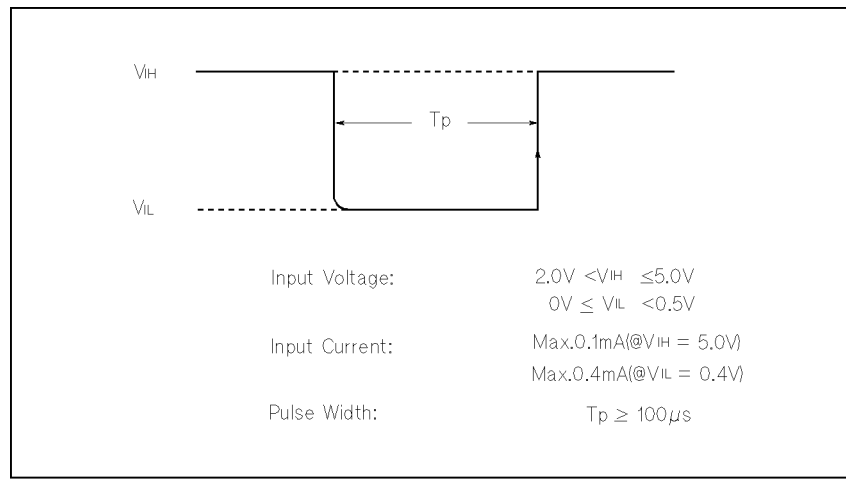 VIH
Tp
VIL
Input Voltage: 2.0V <VIH ≤5.0V
0V ≤ VIL <0.5V
Input Current: Max.0.1mA(@VIH = 5.0V)
Max.0.4mA(@VIL = 0.4V)
Pulse Width: Tp ≥ 100μs